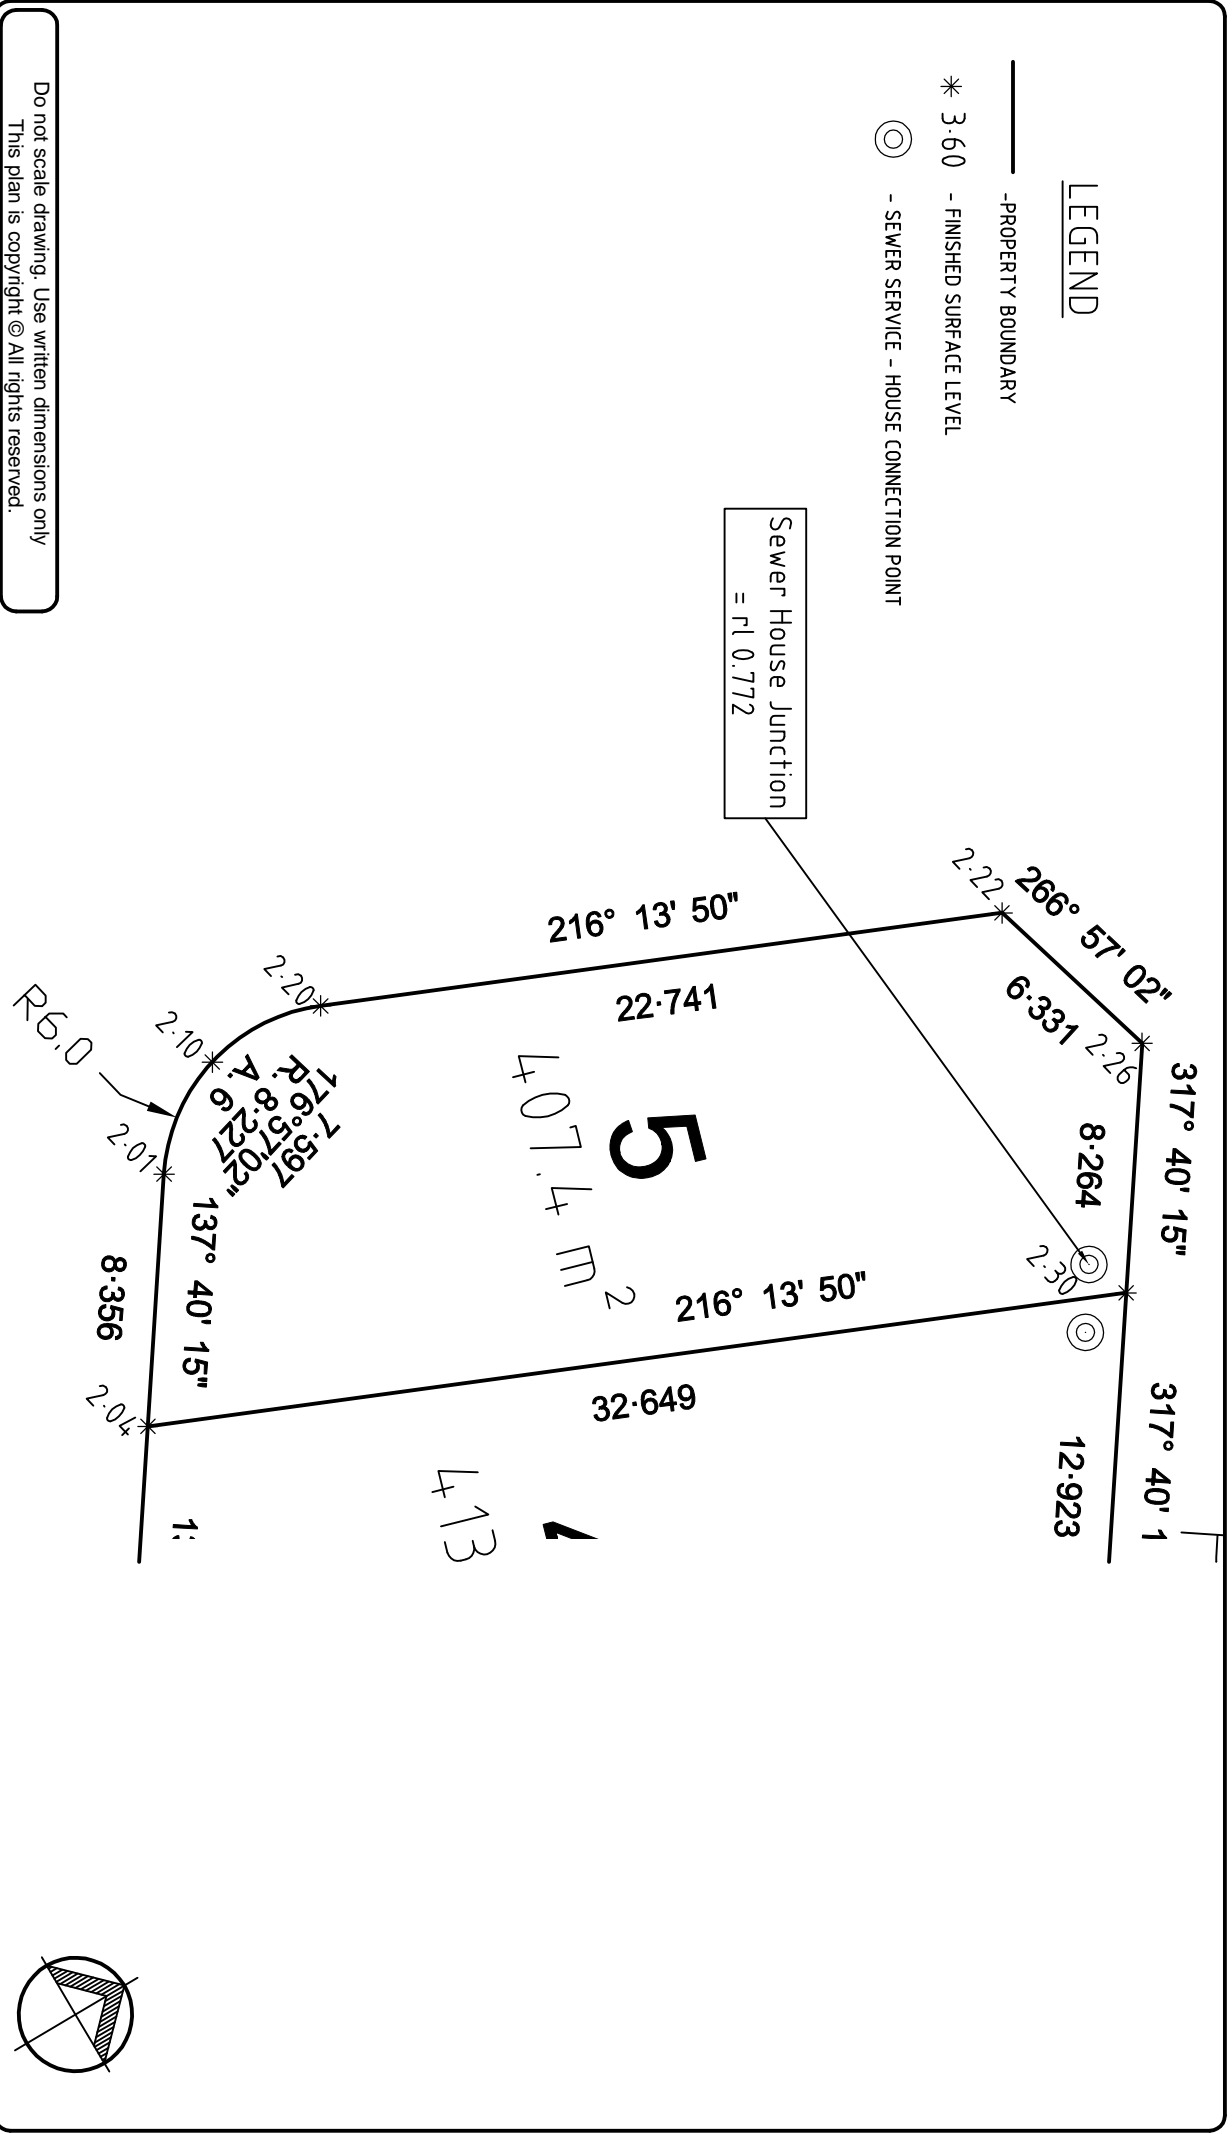 LEGEND
-PROPERTY BOUNDARY
3·60 - FINISHED SURFACE LEVEL
- SEWER SERVICE - HOUSE CONNECTION POINT
Sewer House Junction
= rl 0.772
266° 57' 02"
6·331
2·22
2·26
317° 40' 15"
8·264
2·30
317° 40' 1
12·923
216° 13' 50"
22·741
5
407.4 m²
216° 13' 50"
32·649
413
2·20
2·10
2·01
R6.0
7·597
176°57'02"
R. 8·227
A. 6
137° 40' 15"
8·356
2·04
Do not scale drawing. Use written dimensions only
This plan is copyright © All rights reserved.